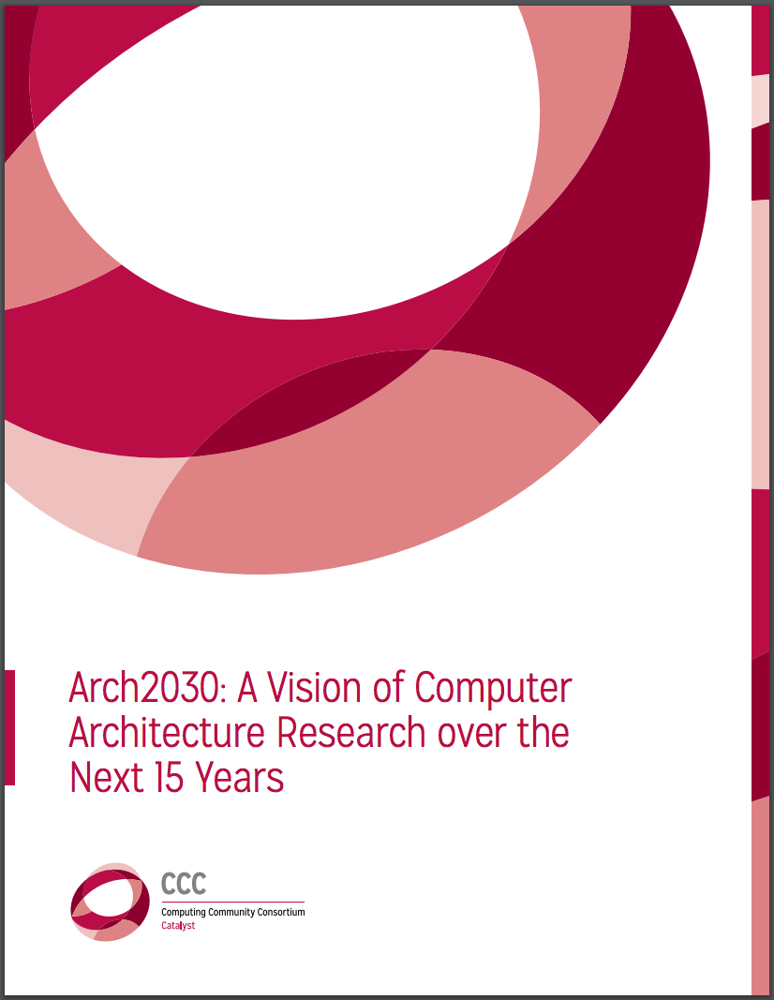 Arch2030: A Vision of Computer
Architecture Research over the
Next 15 Years
CCC
Computing Community Consortium
Catalyst